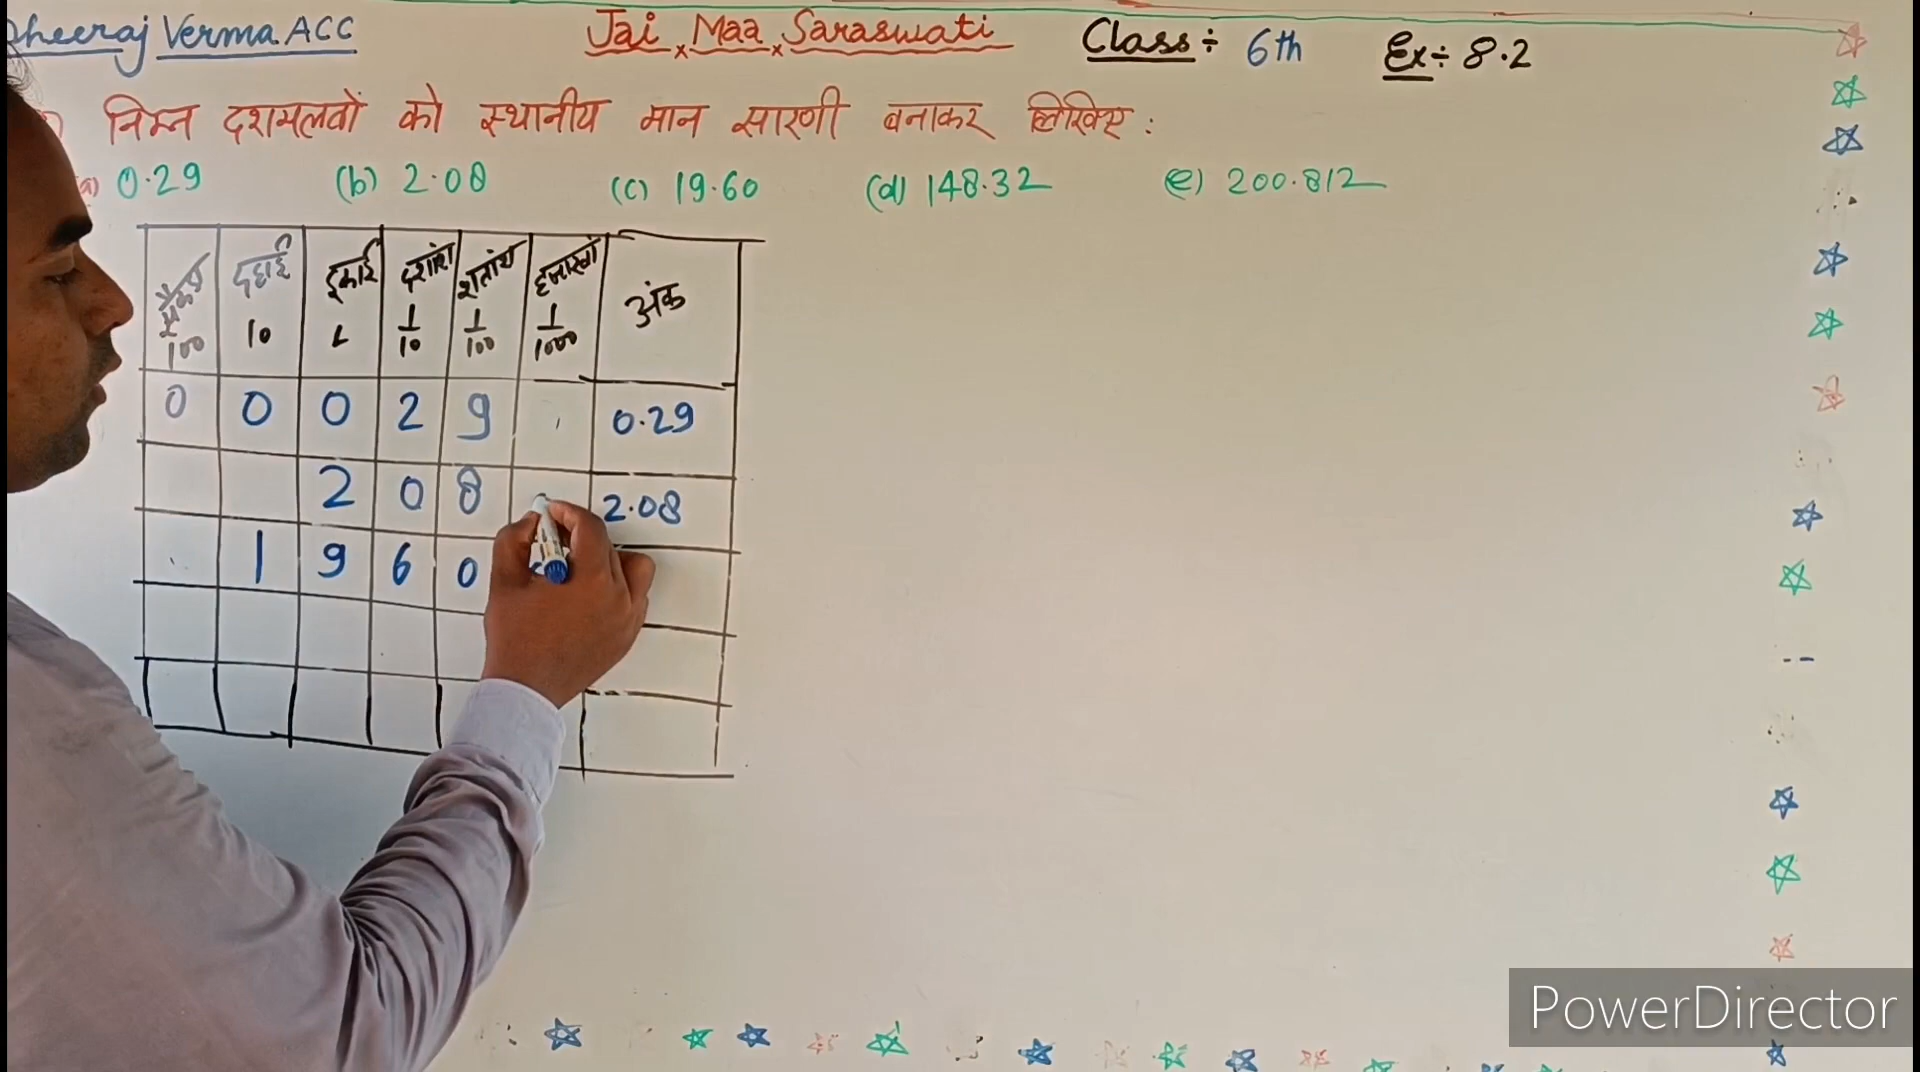 Dheeraj Verma ACC Jai x Maa x Saraswati Class÷ 6th Ex÷ 8.2
निम्न दशमलवों को स्थानीय मान सारणी बनाकर लिखिए :
(a) 0.29 (b) 2.08 (c) 19.60 (d) 148.32 (e) 200.812
दहाई इकाई दशांश शतांश अंक
100 10 1 1/10 1/100 1/1000
0 0 0 2 9 0.29
2 0 8 2.08
1 9 6 0
PowerDirector